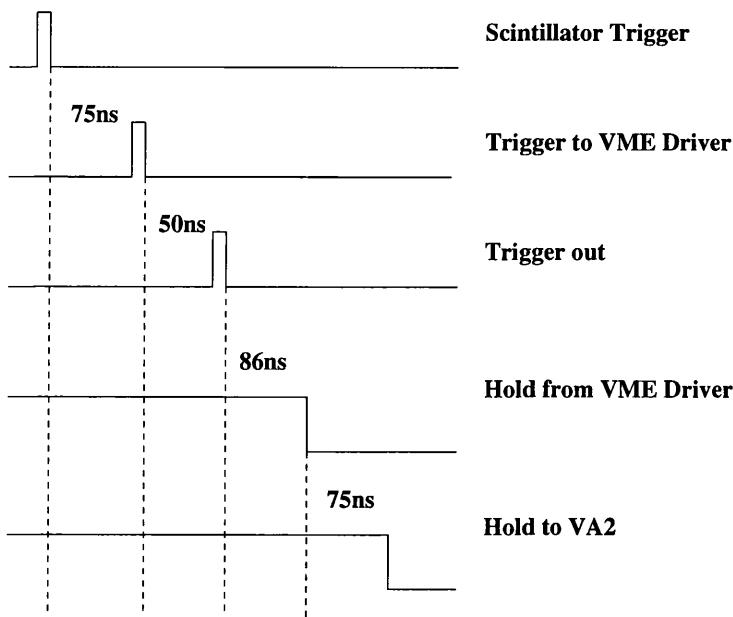 Scintillator Trigger
75ns
Trigger to VME Driver
50ns
Trigger out
86ns
Hold from VME Driver
75ns
Hold to VA2